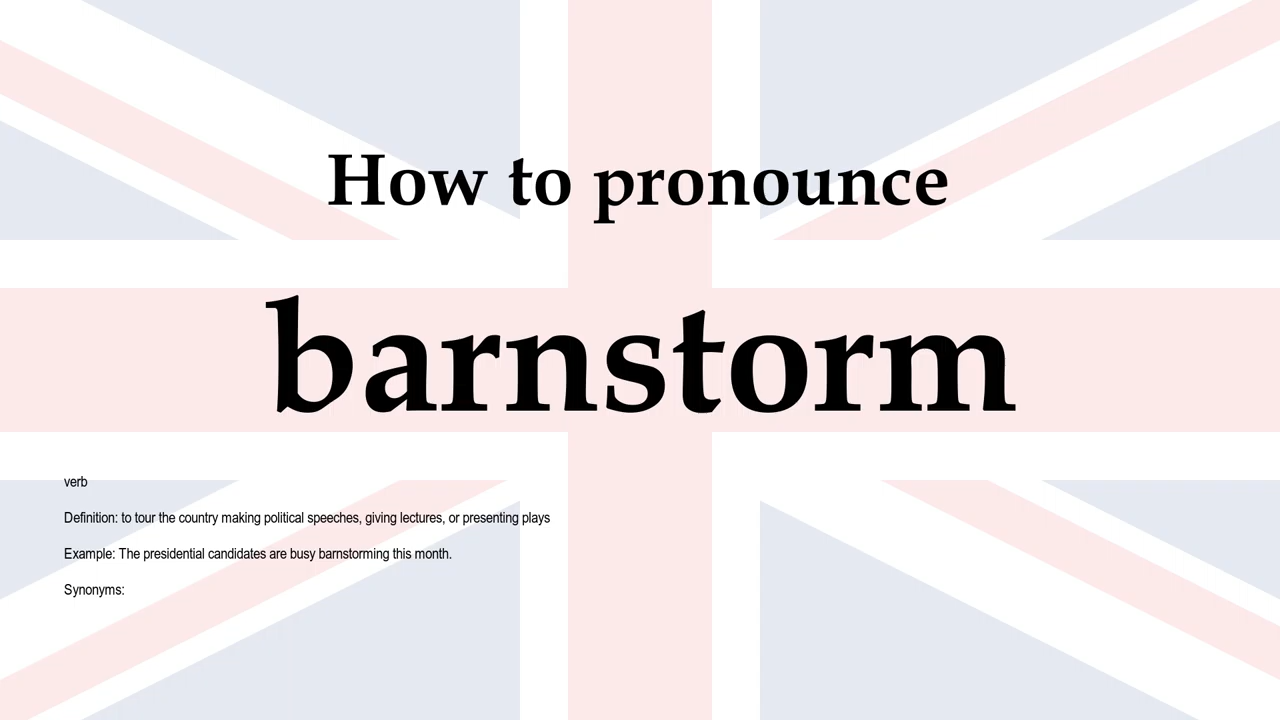 How to pronounce
barnstorm
verb
Definition: to tour the country making political speeches, giving lectures, or presenting plays
Example: The presidential candidates are busy barnstorming this month.
Synonyms: